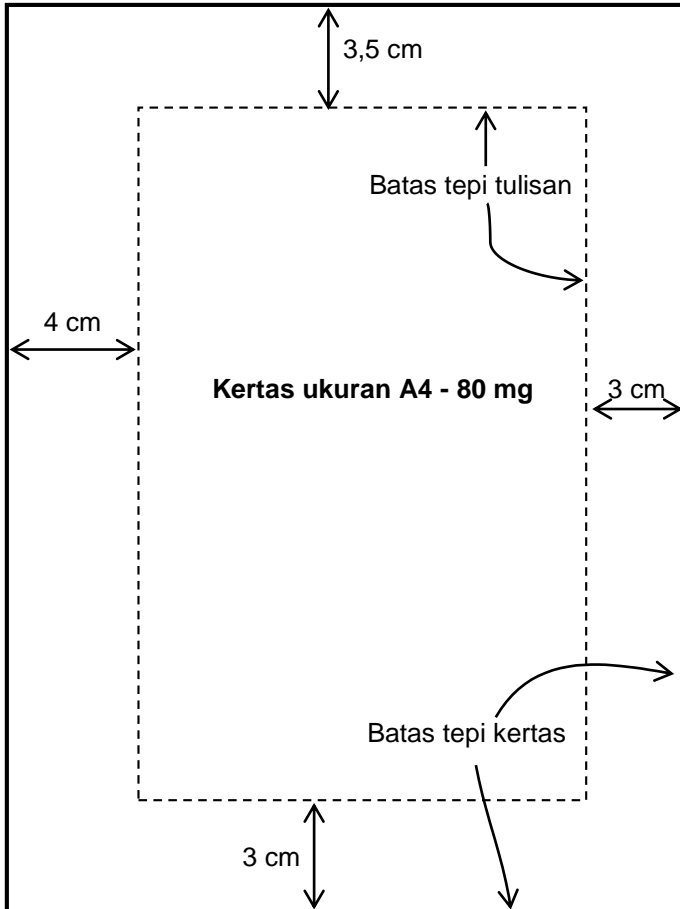 3,5 cm
Batas tepi tulisan
4 cm
Kertas ukuran A4 - 80 mg
3 cm
Batas tepi kertas
3 cm